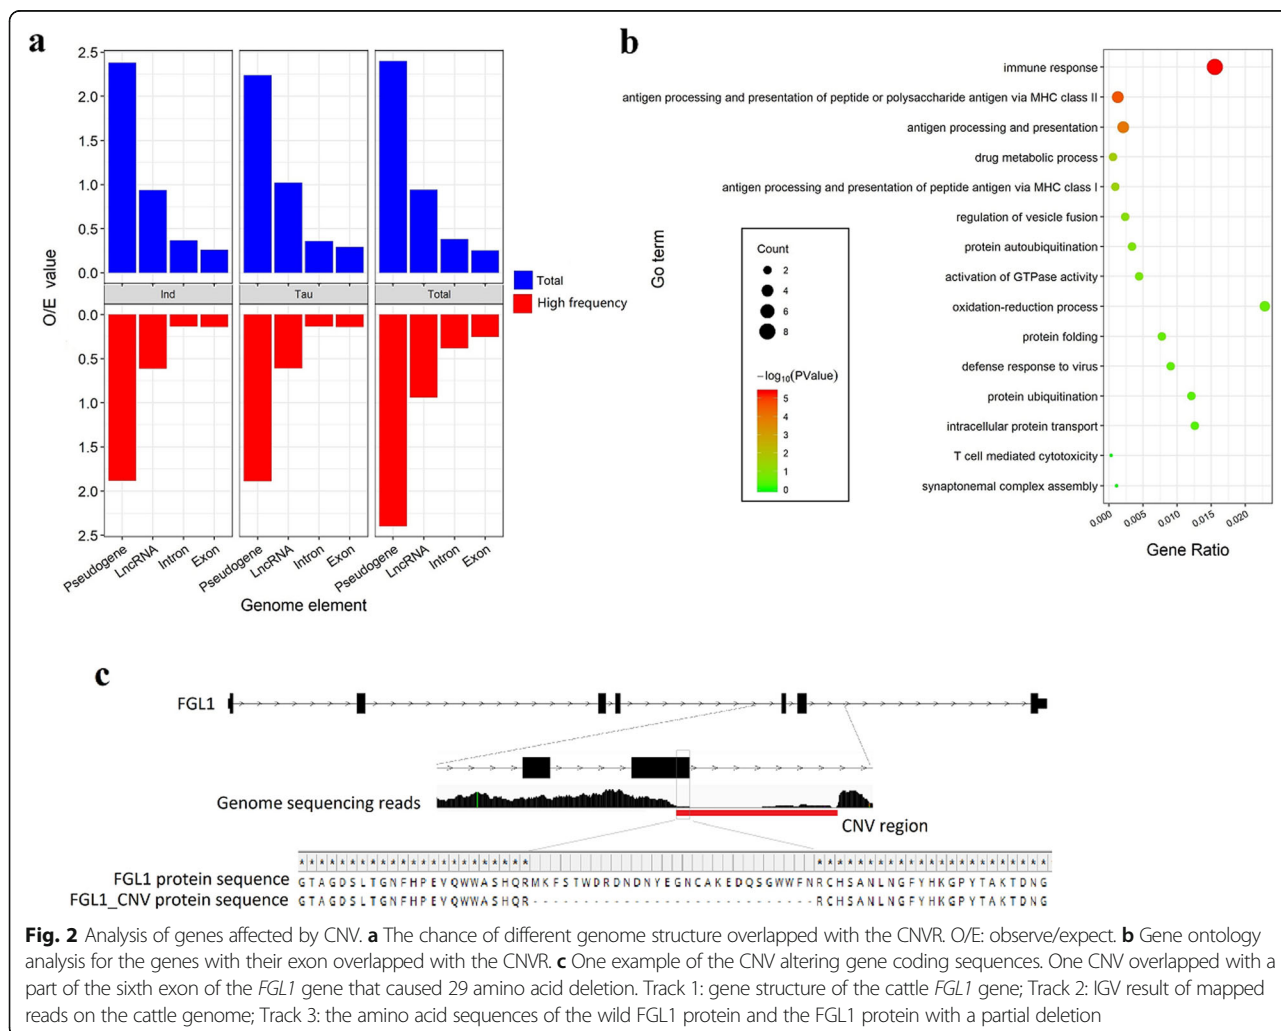 a
2.5
2.0
1.5
1.0
0.5
0.0
Ind
Tau
Total
0.0
0.5
1.0
1.5
2.0
2.5
O/E value
Pseudogene
LncRNA
Intron
Exon
Pseudogene
LncRNA
Intron
Exon
Pseudogene
LncRNA
Intron
Exon
Genome element
Total
High frequency
b
immune response
antigen processing and presentation of peptide or polysaccharide antigen via MHC class II
antigen processing and presentation
drug metabolic process
antigen processing and presentation of peptide antigen via MHC class I
regulation of vesicle fusion
protein autoubiquitination
activation of GTPase activity
oxidation-reduction process
protein folding
defense response to virus
protein ubiquitination
intracellular protein transport
T cell mediated cytotoxicity
synaptonemal complex assembly
Go term
Count
2
4
6
8
−log10(PValue)
5
4
3
2
1
0
0.000
0.005
0.010
0.015
0.020
Gene Ratio
c
FGL1
Genome sequencing reads
CNV region
FGL1 protein sequence GTAGDSLTGNFHPEVQWWASHQRMKFSTWDRDNDNYEGNCAKEDQSGWWFNRCHSANLNGFYHKGPYTAKTDNG
FGL1_CNV protein sequence GTAGDSLTGNFHPEVQWWASHQR-----------------------------RCHSANLNGFYHKGPYTAKTDNG
Fig. 2 Analysis of genes affected by CNV. a The chance of different genome structure overlapped with the CNVR. O/E: observe/expect. b Gene ontology
analysis for the genes with their exon overlapped with the CNVR. c One example of the CNV altering gene coding sequences. One CNV overlapped with a
part of the sixth exon of the FGL1 gene that caused 29 amino acid deletion. Track 1: gene structure of the cattle FGL1 gene; Track 2: IGV result of mapped
reads on the cattle genome; Track 3: the amino acid sequences of the wild FGL1 protein and the FGL1 protein with a partial deletion